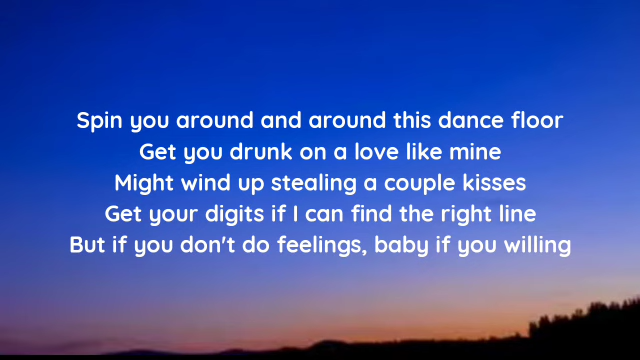 Spin you around and around this dance floor
Get you drunk on a love like mine
Might wind up stealing a couple kisses
Get your digits if I can find the right line
But if you don't do feelings, baby if you willing